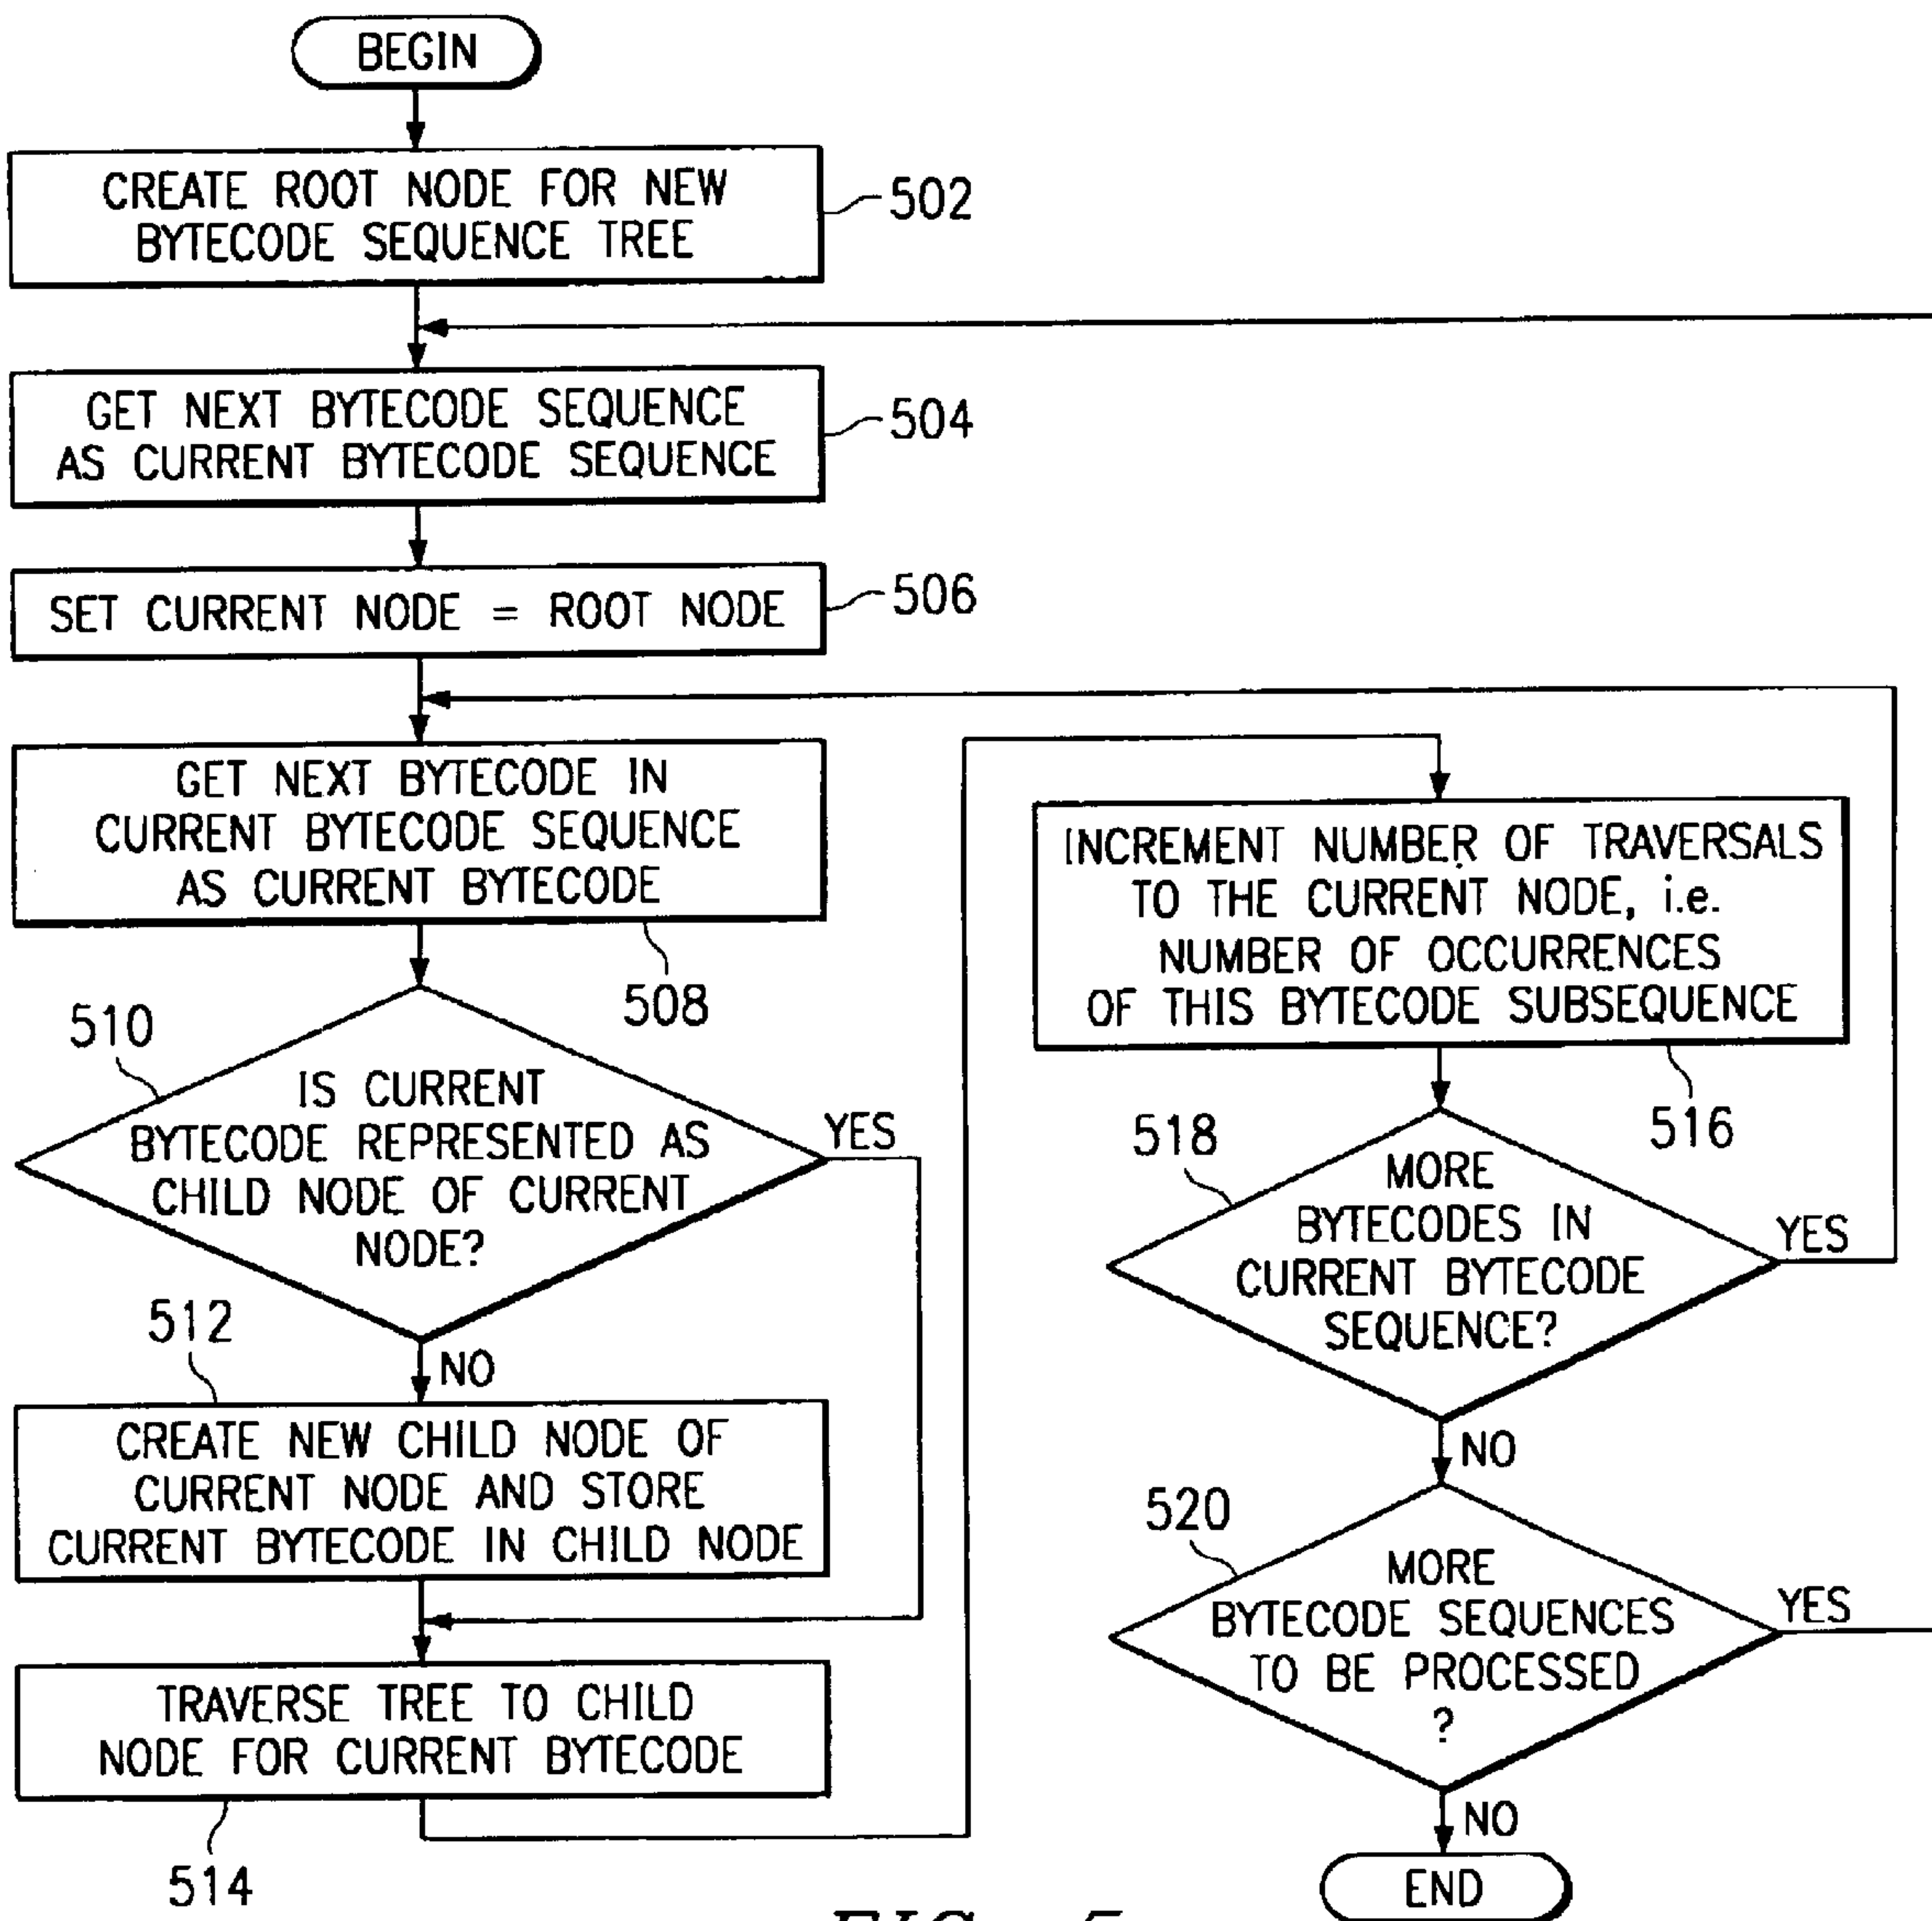 BEGIN
CREATE ROOT NODE FOR NEW
BYTECODE SEQUENCE TREE
502
GET NEXT BYTECODE SEQUENCE
AS CURRENT BYTECODE SEQUENCE
504
SET CURRENT NODE = ROOT NODE
506
GET NEXT BYTECODE IN
CURRENT BYTECODE SEQUENCE
AS CURRENT BYTECODE
508
510
IS CURRENT
BYTECODE REPRESENTED AS
CHILD NODE OF CURRENT
NODE?
YES
NO
512
CREATE NEW CHILD NODE OF
CURRENT NODE AND STORE
CURRENT BYTECODE IN CHILD NODE
TRAVERSE TREE TO CHILD
NODE FOR CURRENT BYTECODE
514
INCREMENT NUMBER OF TRAVERSALS
TO THE CURRENT NODE, i.e.
NUMBER OF OCCURRENCES
OF THIS BYTECODE SUBSEQUENCE
516
518
MORE
BYTECODES IN
CURRENT BYTECODE
SEQUENCE?
YES
NO
520
MORE
BYTECODE SEQUENCES
TO BE PROCESSED
?
YES
NO
END